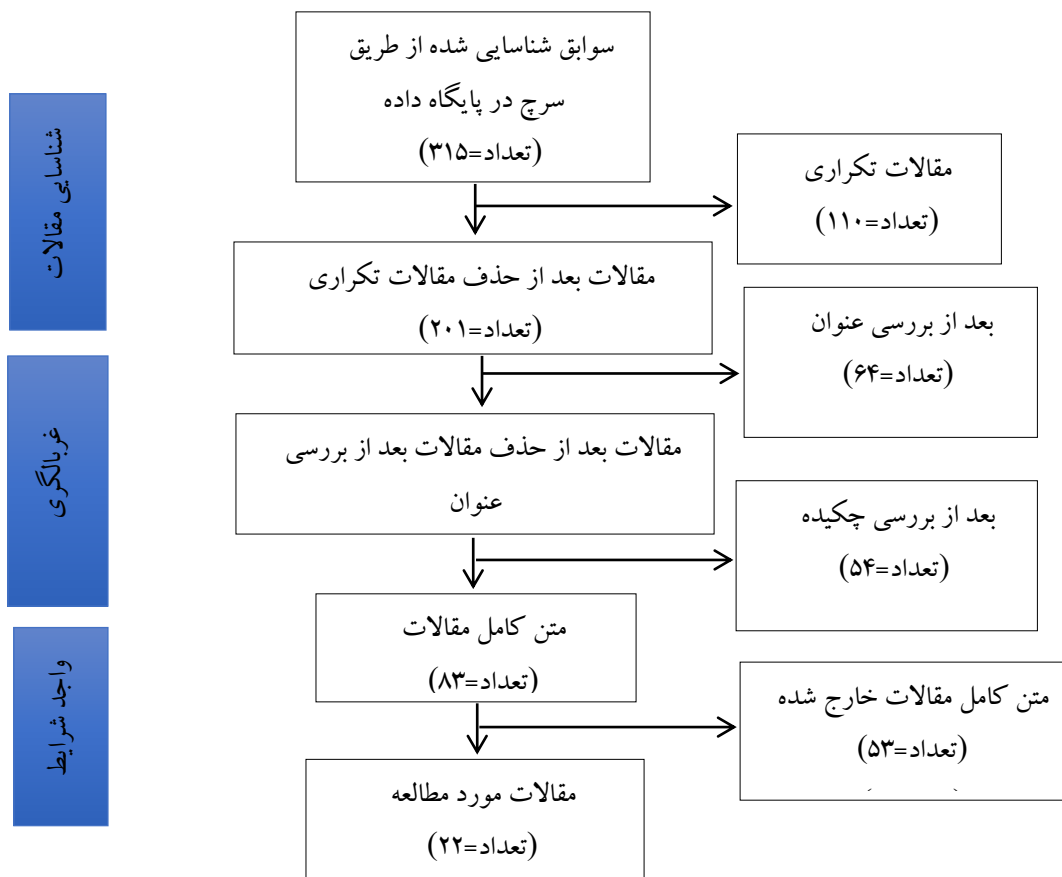 سوابق شناسایی شده از طریق
سرچ در پایگاه داده
(تعداد=۳۱۵)
شناسایی مقالات
مقالات تکراری
(تعداد=۱۱۰)
مقالات بعد از حذف مقالات تکراری
(تعداد=۲۰۱)
بعد از بررسی عنوان
(تعداد=۶۴)
غربالگری
مقالات بعد از حذف مقالات بعد از بررسی
عنوان
بعد از بررسی چکیده
(تعداد=۵۴)
متن کامل مقالات
(تعداد=۸۳)
واجد شرایط
متن کامل مقالات خارج شده
(تعداد=۵۳)
مقالات مورد مطالعه
(تعداد=۲۲)